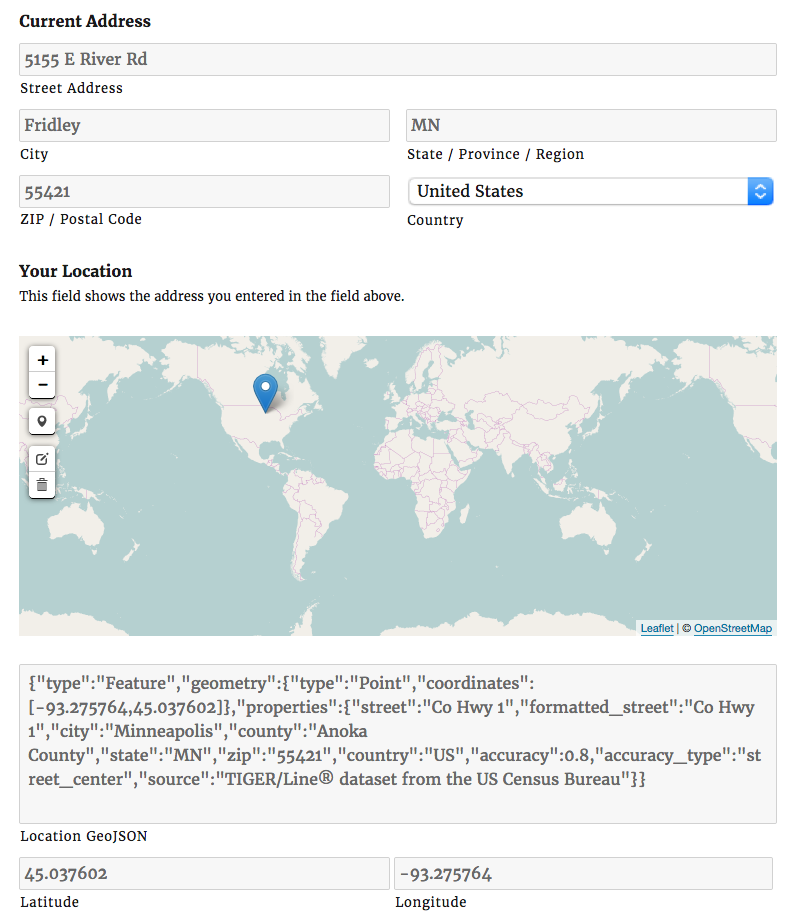 Current Address
5155 E River Rd
Street Address
Fridley
MN
City
State / Province / Region
55421
United States
ZIP / Postal Code
Country
Your Location
This field shows the address you entered in the field above.
+
−
Leaflet | © OpenStreetMap
{"type":"Feature","geometry":{"type":"Point","coordinates":
[-93.275764,45.037602]},"properties":{"street":"Co Hwy 1","formatted_street":"Co Hwy
1","city":"Minneapolis","county":"Anoka
County","state":"MN","zip":"55421","country":"US","accuracy":0.8,"accuracy_type":"st
reet_center","source":"TIGER/Line® dataset from the US Census Bureau"}}
Location GeoJSON
45.037602
-93.275764
Latitude
Longitude